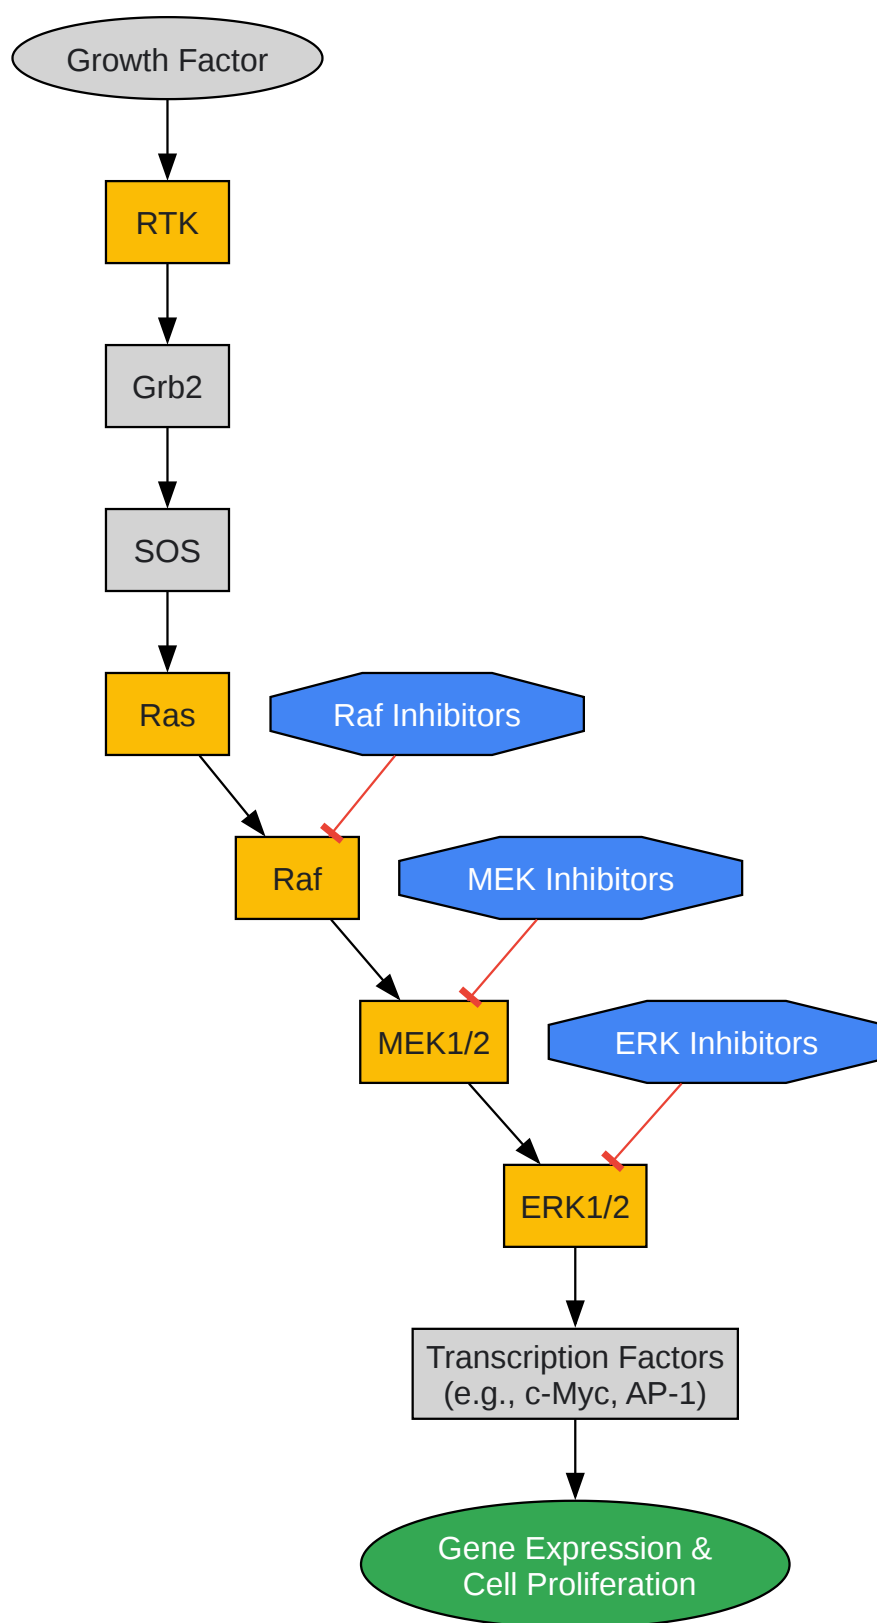 Growth Factor
RTK
Grb2
SOS
Ras
Raf Inhibitors
Raf
MEK Inhibitors
MEK1/2
ERK Inhibitors
ERK1/2
Transcription Factors
(e.g., c-Myc, AP-1)
Gene Expression &
Cell Proliferation